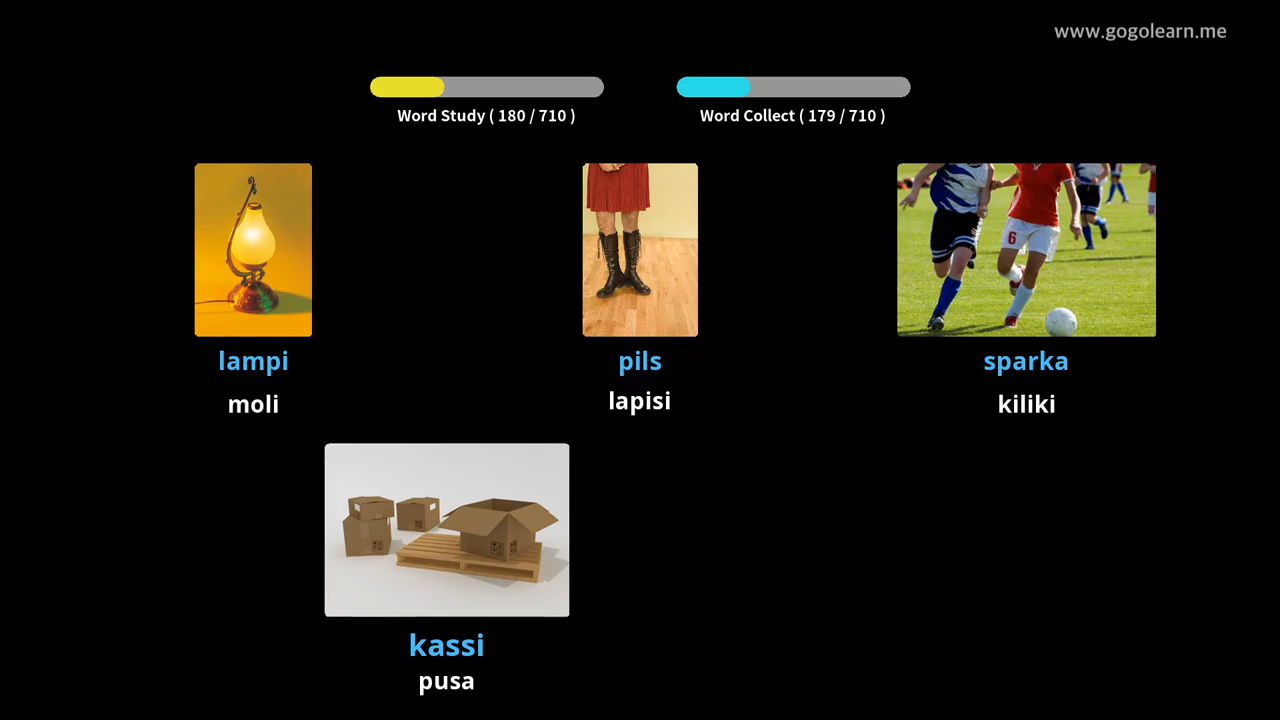 www.gogolearn.me
Word Study ( 180 / 710 )
Word Collect ( 179 / 710 )
lampi
moli
pils
lapisi
sparka
kiliki
kassi
pusa